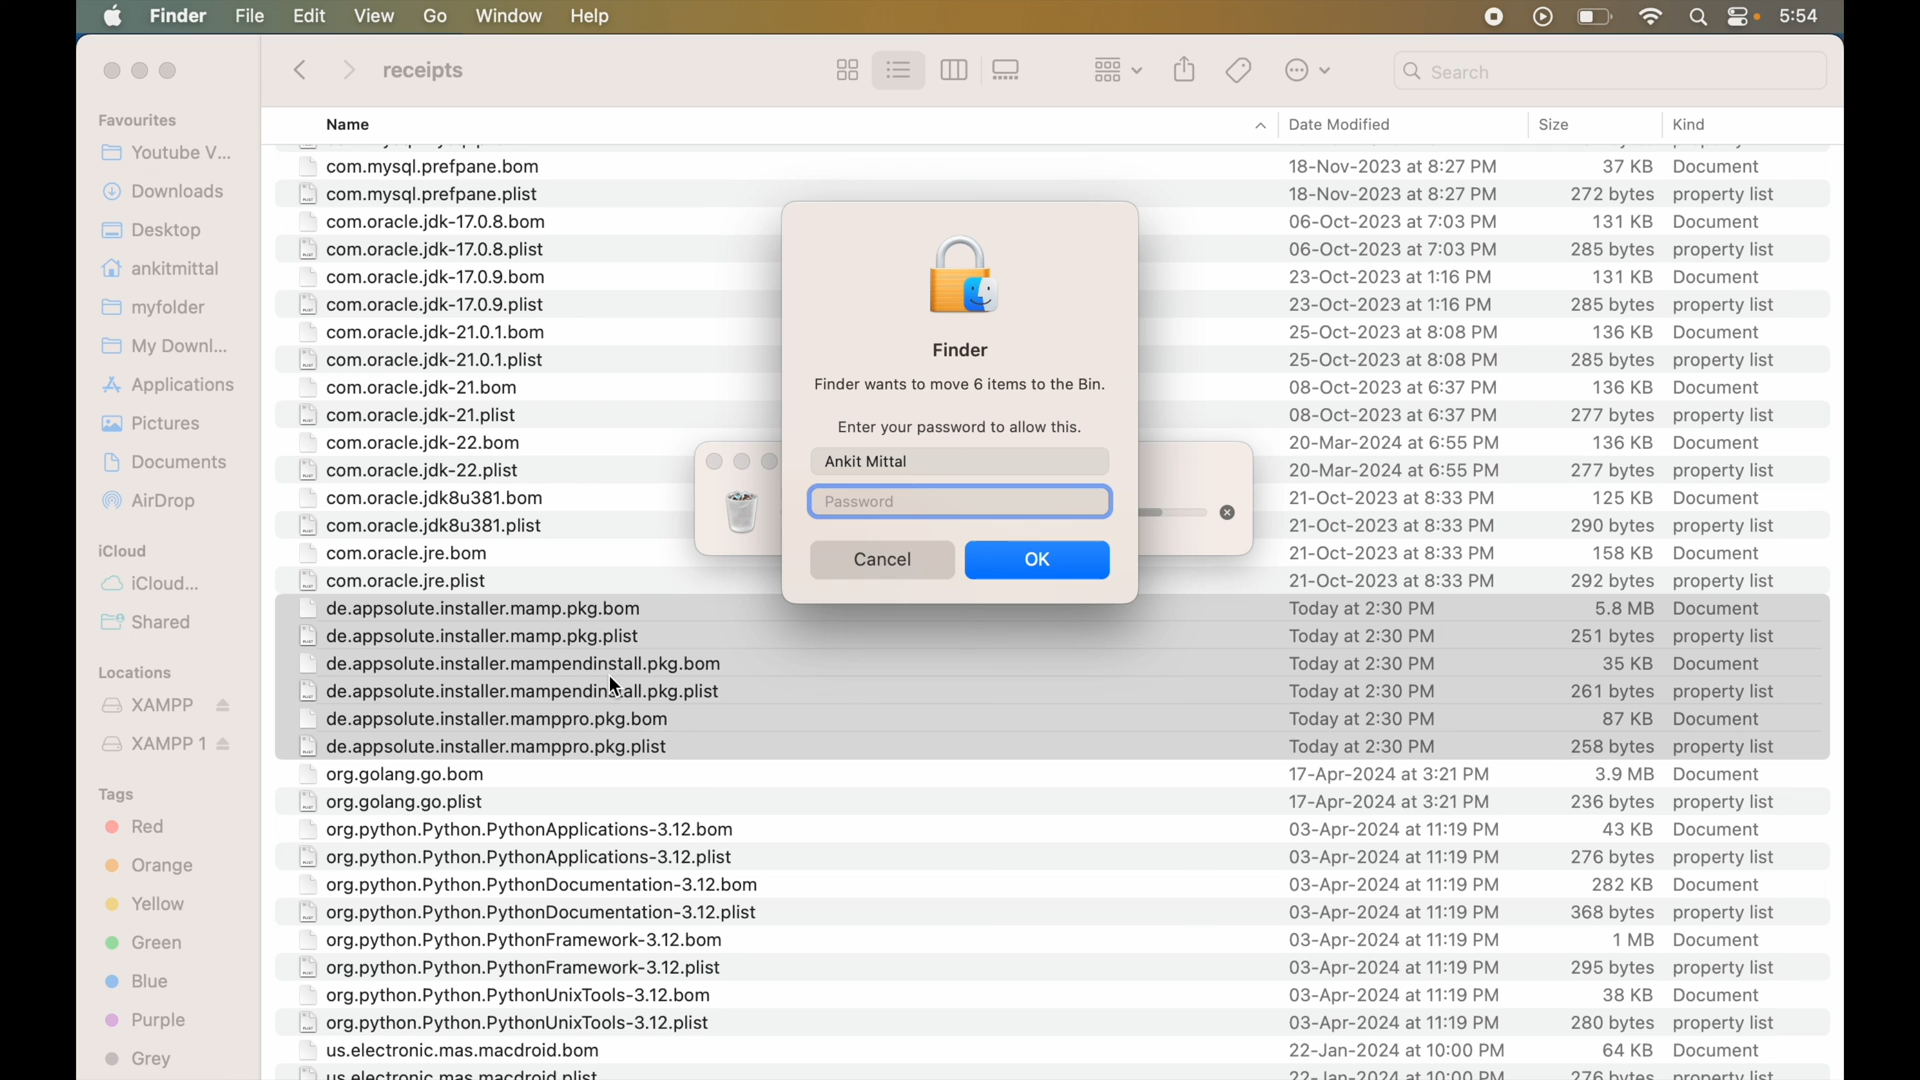 Finder File Edit View Go Window Help 5:54
receipts
Search
Favourites
Youtube V...
Downloads
Desktop
ankitmittal
myfolder
My Downl...
Applications
Pictures
Documents
AirDrop
iCloud
iCloud...
Shared
Locations
XAMPP
XAMPP 1
Tags
Red
Orange
Yellow
Green
Blue
Purple
Grey
Name Date Modified Size Kind
com.mysql.prefpane.bom 18-Nov-2023 at 8:27 PM 37 KB Document
com.mysql.prefpane.plist 18-Nov-2023 at 8:27 PM 272 bytes property list
com.oracle.jdk-17.0.8.bom 06-Oct-2023 at 7:03 PM 131 KB Document
com.oracle.jdk-17.0.8.plist 06-Oct-2023 at 7:03 PM 285 bytes property list
com.oracle.jdk-17.0.9.bom 23-Oct-2023 at 1:16 PM 131 KB Document
com.oracle.jdk-17.0.9.plist 23-Oct-2023 at 1:16 PM 285 bytes property list
com.oracle.jdk-21.0.1.bom 25-Oct-2023 at 8:08 PM 136 KB Document
com.oracle.jdk-21.0.1.plist 25-Oct-2023 at 8:08 PM 285 bytes property list
com.oracle.jdk-21.bom 08-Oct-2023 at 6:37 PM 136 KB Document
com.oracle.jdk-21.plist 08-Oct-2023 at 6:37 PM 277 bytes property list
com.oracle.jdk-22.bom 20-Mar-2024 at 6:55 PM 136 KB Document
com.oracle.jdk-22.plist 20-Mar-2024 at 6:55 PM 277 bytes property list
com.oracle.jdk8u381.bom 21-Oct-2023 at 8:33 PM 125 KB Document
com.oracle.jdk8u381.plist 21-Oct-2023 at 8:33 PM 290 bytes property list
com.oracle.jre.bom 21-Oct-2023 at 8:33 PM 158 KB Document
com.oracle.jre.plist 21-Oct-2023 at 8:33 PM 292 bytes property list
de.appsolute.installer.mamp.pkg.bom Today at 2:30 PM 5.8 MB Document
de.appsolute.installer.mamp.pkg.plist Today at 2:30 PM 251 bytes property list
de.appsolute.installer.mampendinstall.pkg.bom Today at 2:30 PM 35 KB Document
de.appsolute.installer.mampendinstall.pkg.plist Today at 2:30 PM 261 bytes property list
de.appsolute.installer.mamppro.pkg.bom Today at 2:30 PM 87 KB Document
de.appsolute.installer.mamppro.pkg.plist Today at 2:30 PM 258 bytes property list
org.golang.go.bom 17-Apr-2024 at 3:21 PM 3.9 MB Document
org.golang.go.plist 17-Apr-2024 at 3:21 PM 236 bytes property list
org.python.Python.PythonApplications-3.12.bom 03-Apr-2024 at 11:19 PM 43 KB Document
org.python.Python.PythonApplications-3.12.plist 03-Apr-2024 at 11:19 PM 276 bytes property list
org.python.Python.PythonDocumentation-3.12.bom 03-Apr-2024 at 11:19 PM 282 KB Document
org.python.Python.PythonDocumentation-3.12.plist 03-Apr-2024 at 11:19 PM 368 bytes property list
org.python.Python.PythonFramework-3.12.bom 03-Apr-2024 at 11:19 PM 1 MB Document
org.python.Python.PythonFramework-3.12.plist 03-Apr-2024 at 11:19 PM 295 bytes property list
org.python.Python.PythonUnixTools-3.12.bom 03-Apr-2024 at 11:19 PM 38 KB Document
org.python.Python.PythonUnixTools-3.12.plist 03-Apr-2024 at 11:19 PM 280 bytes property list
us.electronic.mas.macdroid.bom 22-Jan-2024 at 10:00 PM 64 KB Document
us.electronic.mas.macdroid.plist 22-Jan-2024 at 10:00 PM 276 bytes property list
Finder
Finder wants to move 6 items to the Bin.
Enter your password to allow this.
Ankit Mittal
Password
Cancel OK